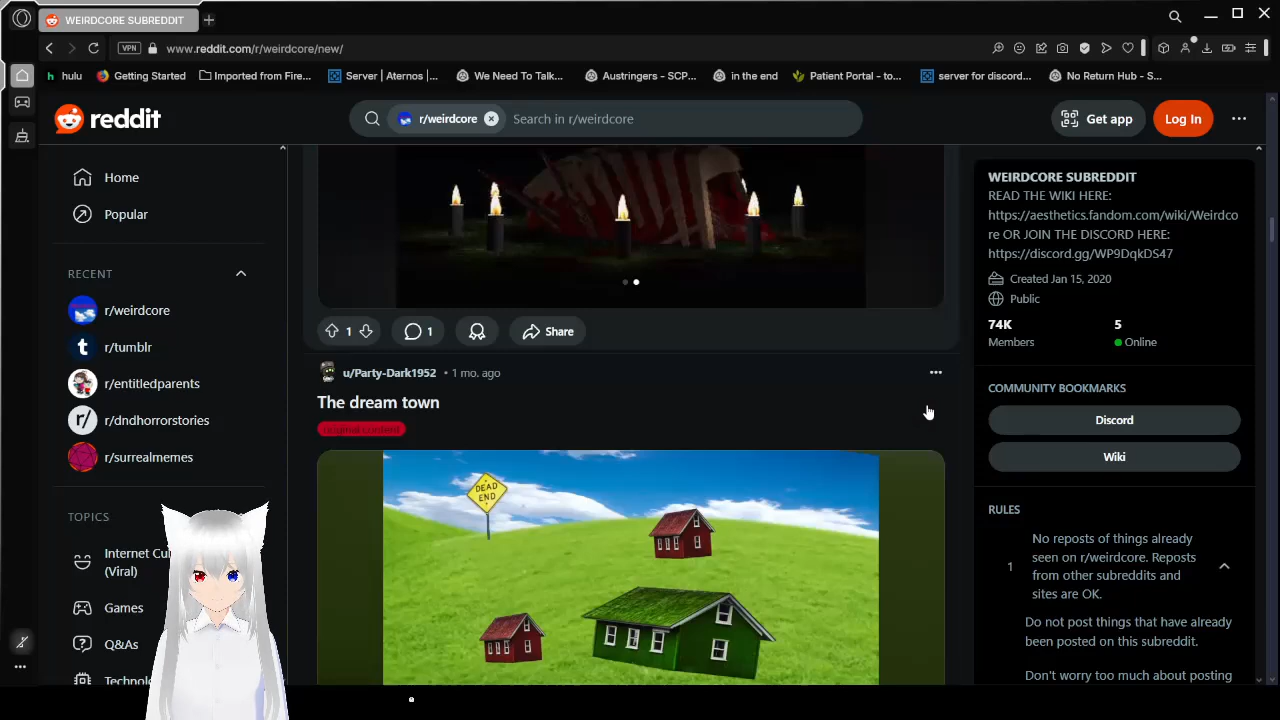 WEIRDCORE SUBREDDIT
VPN
www.reddit.com/r/weirdcore/new/
hulu
Getting Started
Imported from Fire...
Server | Aternos |...
We Need To Talk...
Austringers - SCP...
in the end
Patient Portal - to...
server for discord...
No Return Hub - S...
reddit
r/weirdcore
Search in r/weirdcore
Get app
Log In
Home
Popular
RECENT
r/weirdcore
r/tumblr
r/entitledparents
r/dndhorrorstories
r/surrealmemes
TOPICS
Internet Cu
(Viral)
Games
Q&As
Technolo
1
1
Share
u/Party-Dark1952 • 1 mo. ago
The dream town
original content
DEAD
END
WEIRDCORE SUBREDDIT
READ THE WIKI HERE:
https://aesthetics.fandom.com/wiki/Weirdco
re OR JOIN THE DISCORD HERE:
https://discord.gg/WP9DqkDS47
Created Jan 15, 2020
Public
74K
Members
5
Online
COMMUNITY BOOKMARKS
Discord
Wiki
RULES
1
No reposts of things already
seen on r/weirdcore. Reposts
from other subreddits and
sites are OK.
Do not post things that have already
been posted on this subreddit.
Don't worry too much about posting